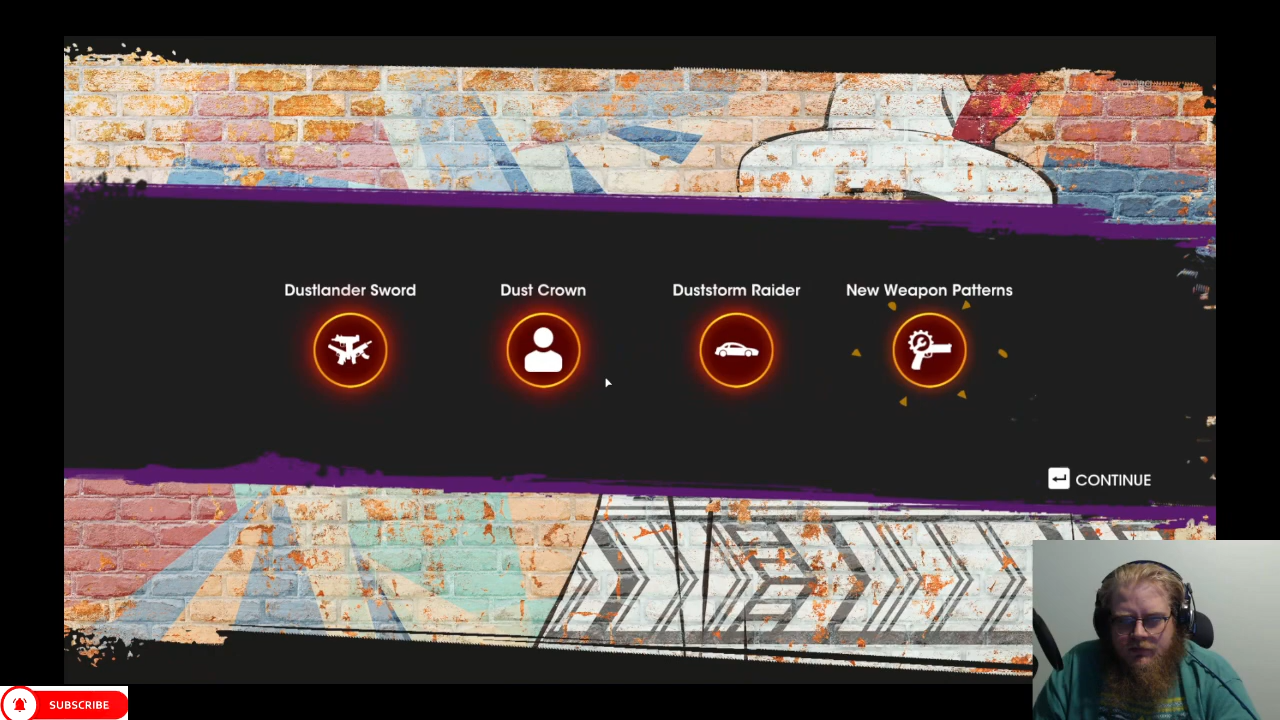 Dustlander Sword
Dust Crown
Duststorm Raider
New Weapon Patterns
CONTINUE
SUBSCRIBE